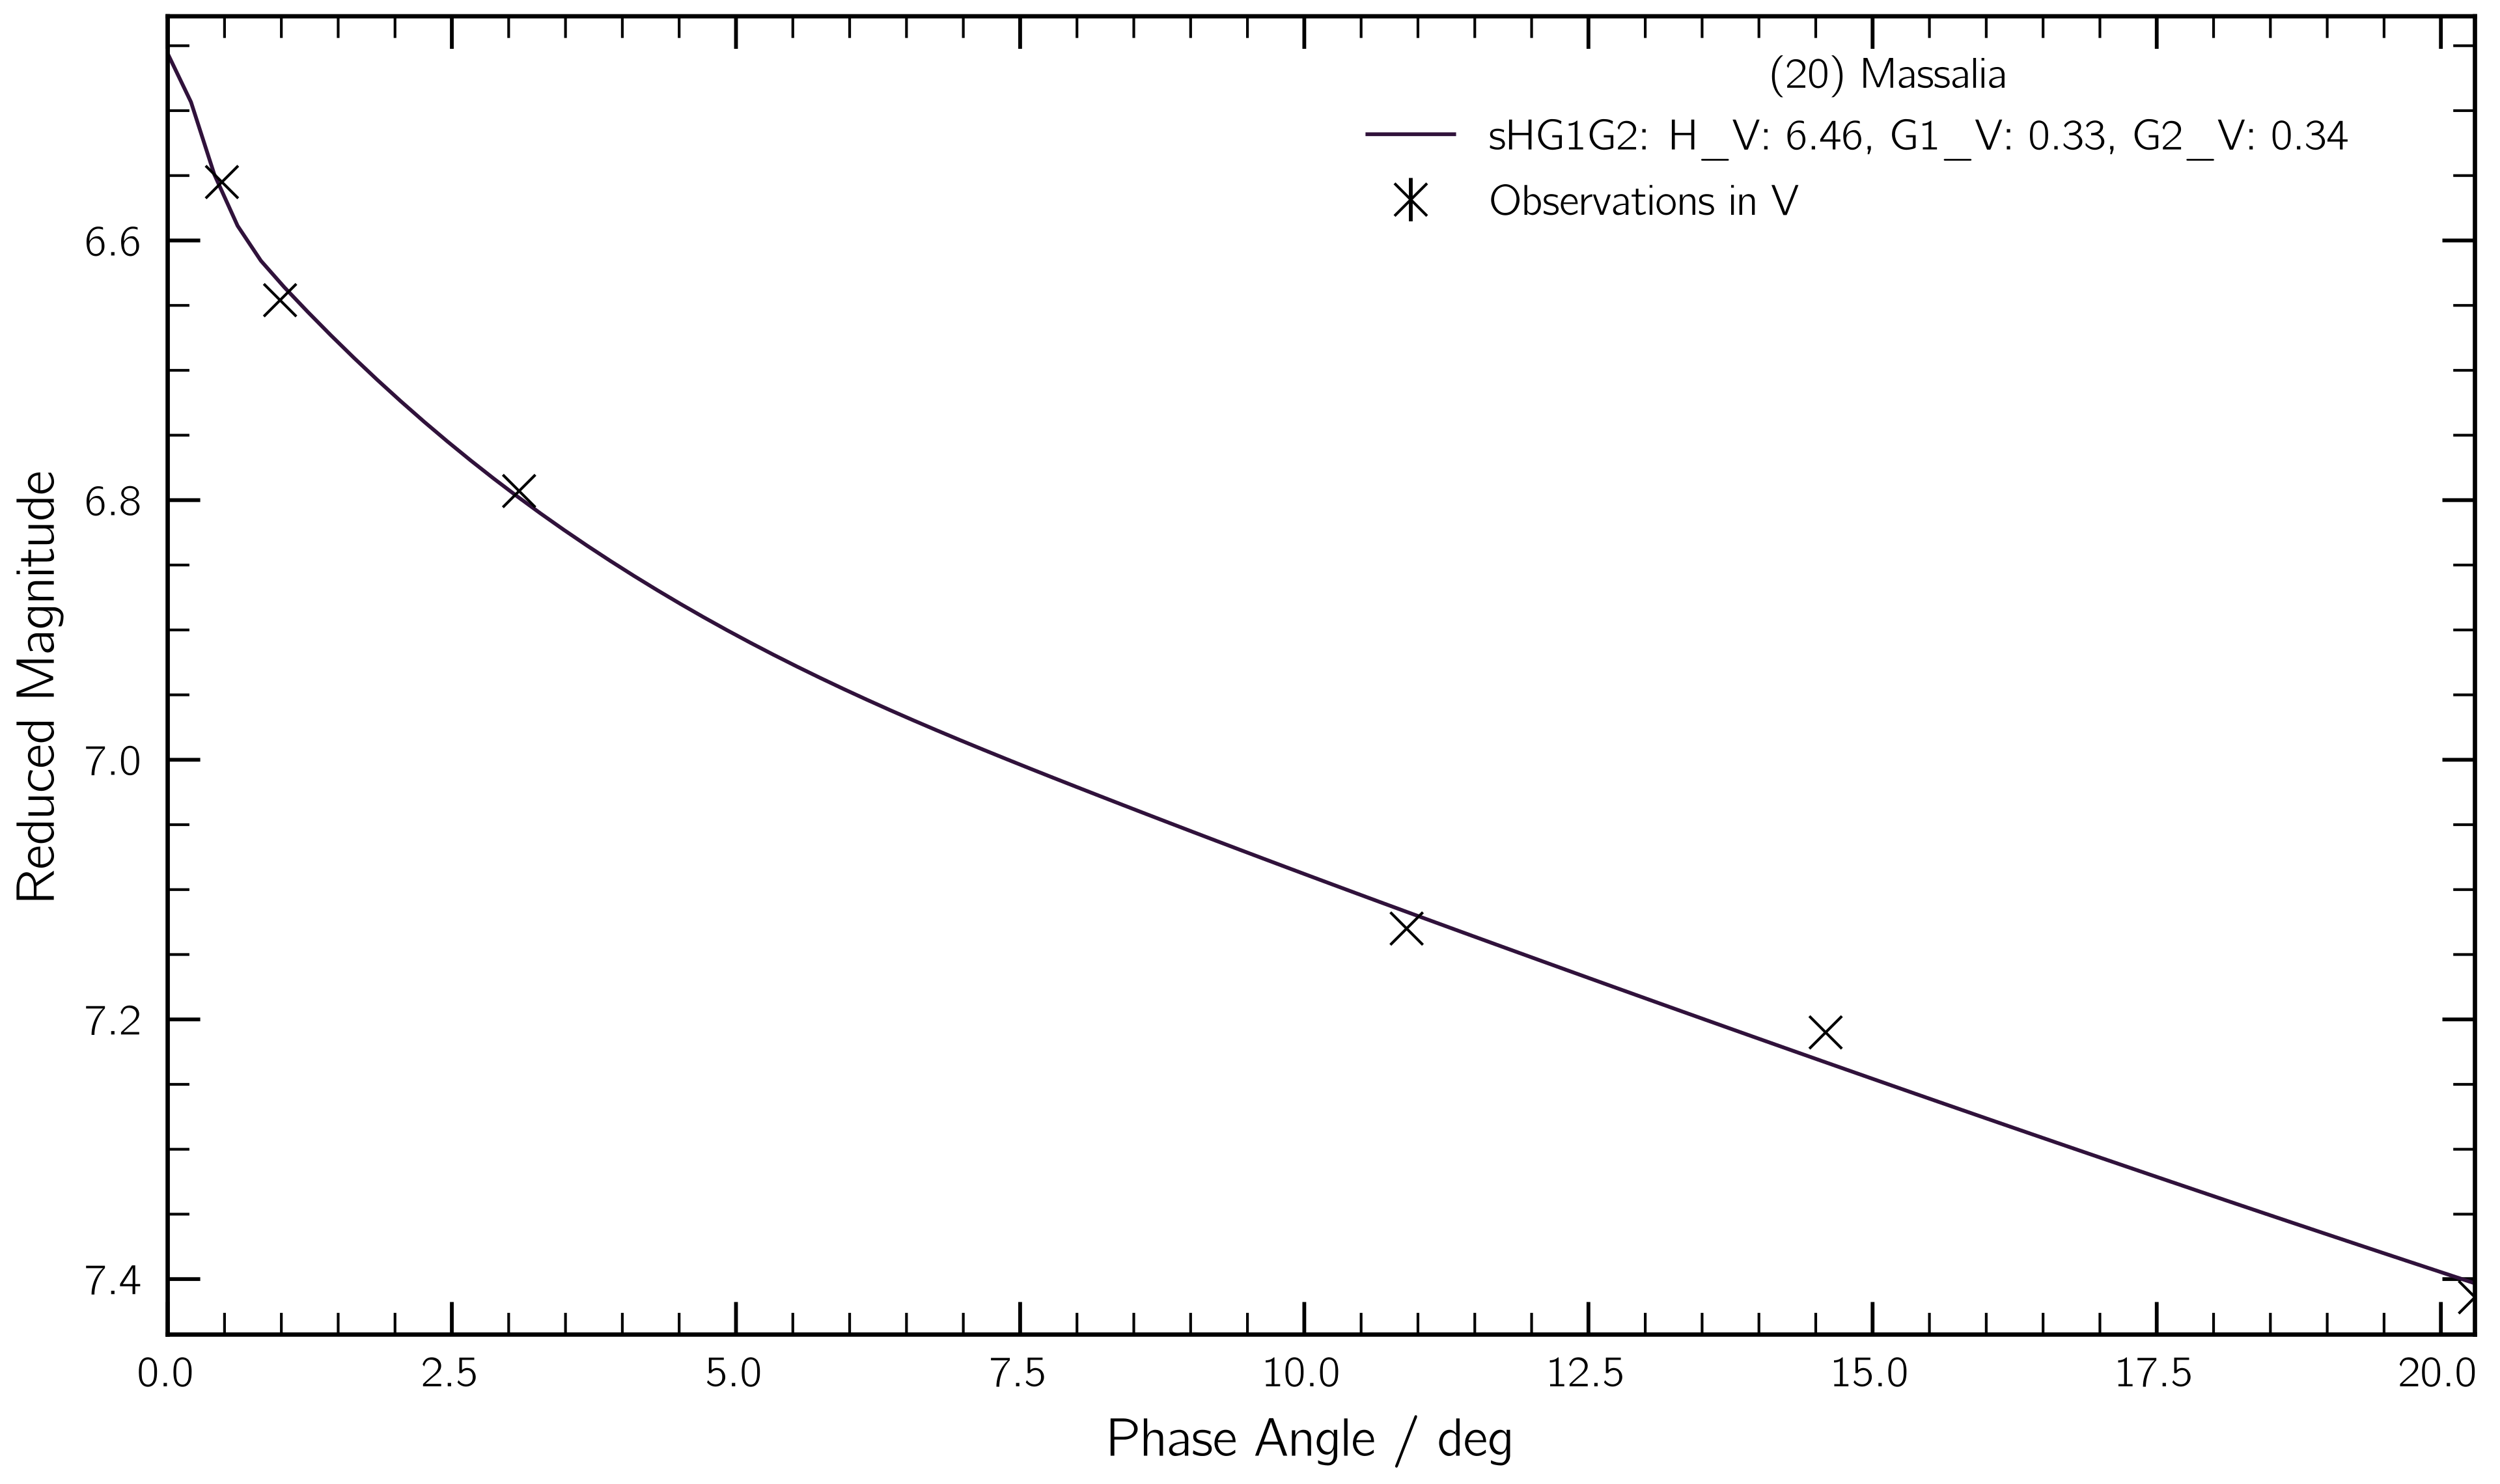 (20) Massalia
sHG1G2: H_V: 6.46, G1_V: 0.33, G2_V: 0.34
Observations in V
6.6
6.8
7.0
7.2
7.4
Reduced Magnitude
0.0 2.5 5.0 7.5 10.0 12.5 15.0 17.5 20.0
Phase Angle / deg